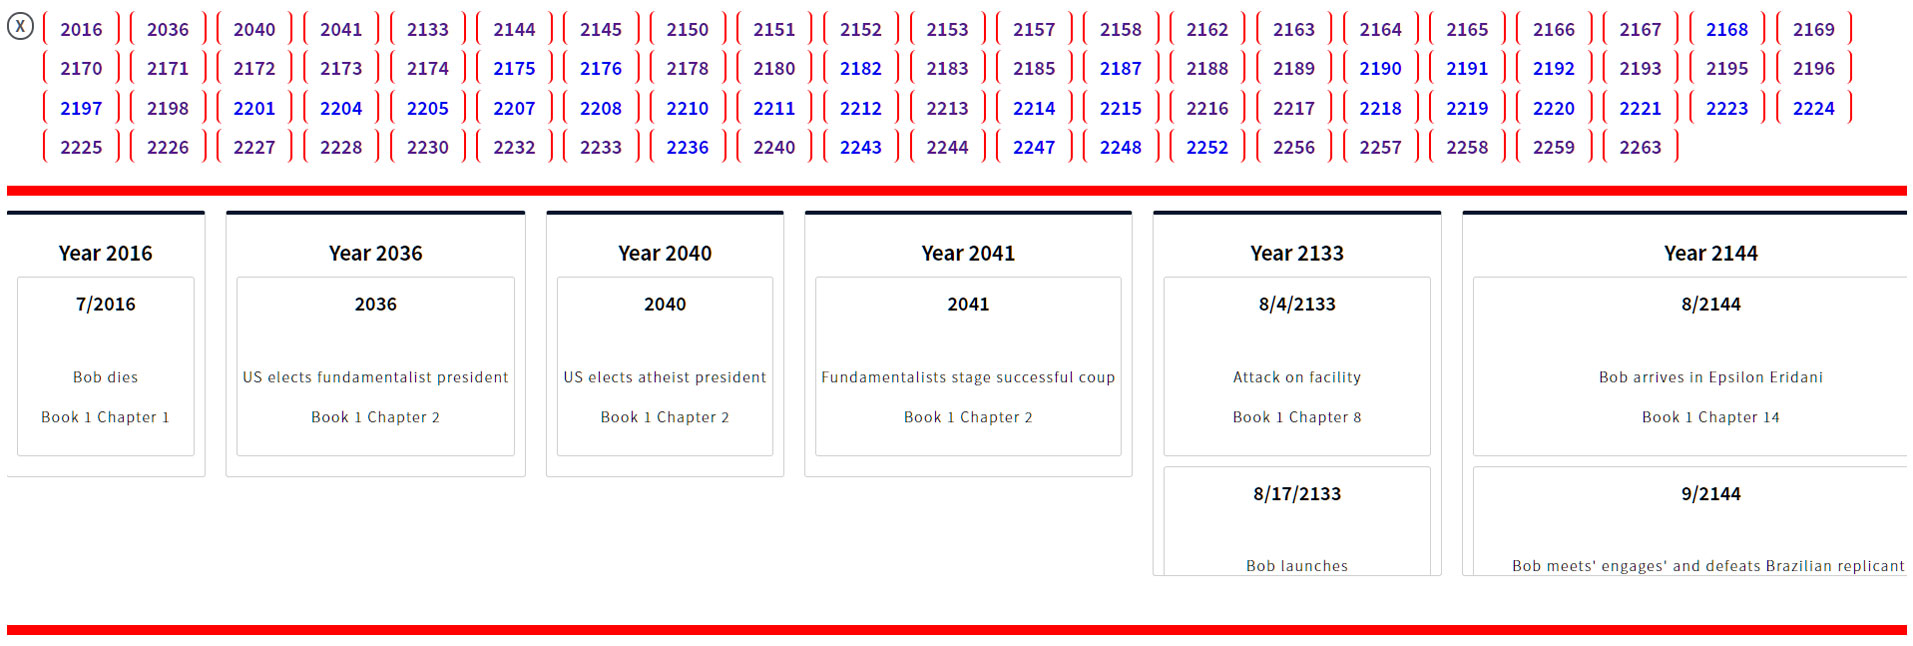 X 2016 2036 2040 2041 2133 2144 2145 2150 2151 2152 2153 2157 2158 2162 2163 2164 2165 2166 2167 2168 2169
2170 2171 2172 2173 2174 2175 2176 2178 2180 2182 2183 2185 2187 2188 2189 2190 2191 2192 2193 2195 2196
2197 2198 2201 2204 2205 2207 2208 2210 2211 2212 2213 2214 2215 2216 2217 2218 2219 2220 2221 2223 2224
2225 2226 2227 2228 2230 2232 2233 2236 2240 2243 2244 2247 2248 2252 2256 2257 2258 2259 2263
Year 2016
7/2016
Bob dies
Book 1 Chapter 1
Year 2036
2036
US elects fundamentalist president
Book 1 Chapter 2
Year 2040
2040
US elects atheist president
Book 1 Chapter 2
Year 2041
2041
Fundamentalists stage successful coup
Book 1 Chapter 2
Year 2133
8/4/2133
Attack on facility
Book 1 Chapter 8
8/17/2133
Bob launches
Year 2144
8/2144
Bob arrives in Epsilon Eridani
Book 1 Chapter 14
9/2144
Bob meets' engages' and defeats Brazilian replicant